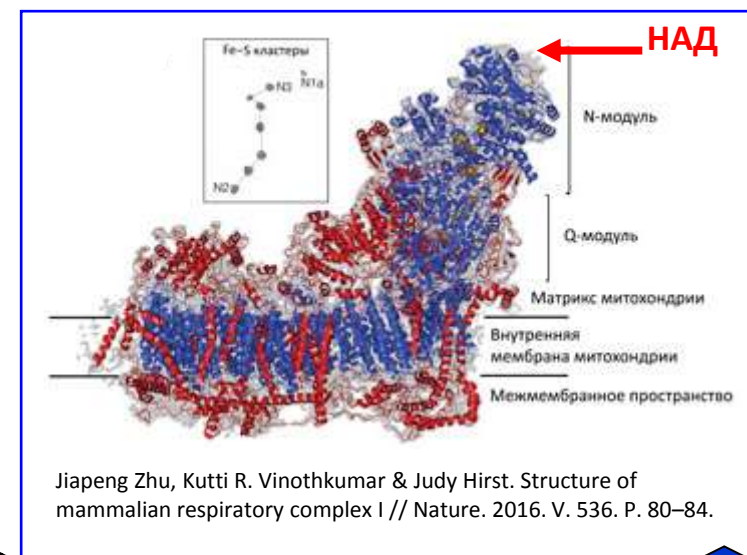 НАД
Fe–S кластеры
N3
N1a
N2
N-модуль
Q-модуль
Матрикс митохондрии
Внутренняя
мембрана митохондрии
Межмембранное пространство
Jiapeng Zhu, Kutti R. Vinothkumar & Judy Hirst. Structure of
mammalian respiratory complex I // Nature. 2016. V. 536. P. 80–84.